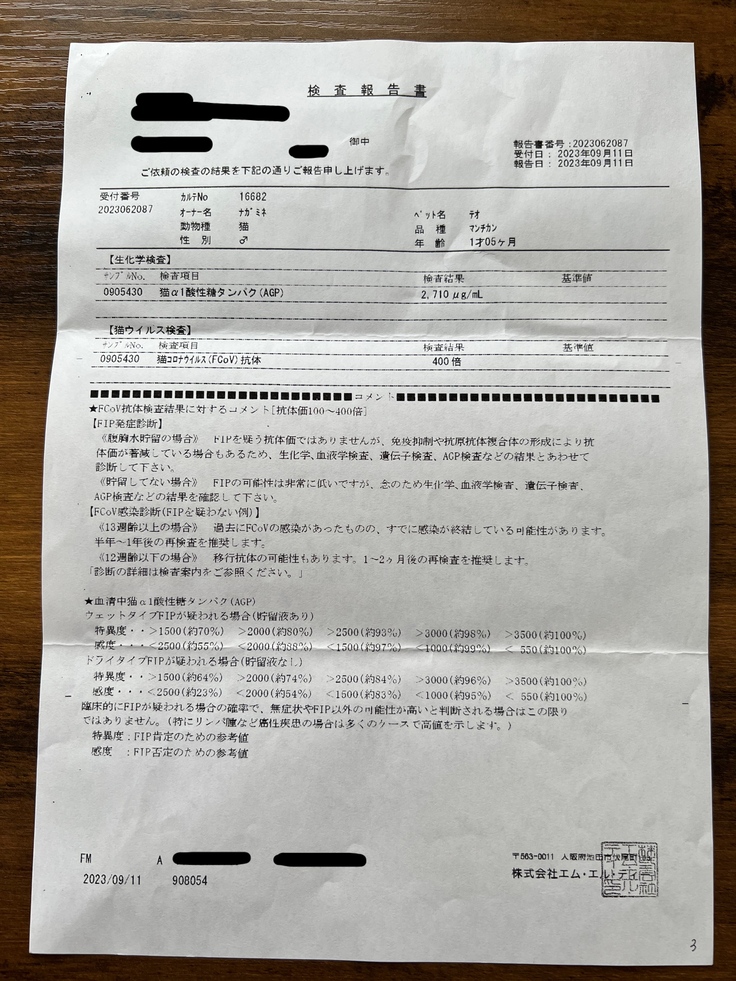 検査報告書
御中
報告書番号:2023062087
受付日: 2023年09月11日
報告日: 2023年09月11日
ご依頼の検査の結果を下記の通りご報告申し上げます。
受付番号 ｶﾙﾃNo 16682
2023062087 ｵｰﾅｰ名 ﾅｶﾞﾐﾈ ﾍﾟｯﾄ名 ﾃｵ
動物種 猫 品種 ﾏﾝﾁｶﾝ
性別 ♂ 年齢 1才05ヶ月
【生化学検査】
ｻﾝﾌﾟﾙNo. 検査項目 検査結果 基準値
0905430 猫α1酸性糖タンパク(AGP) 2,710 μg/mL
【猫ウイルス検査】
ｻﾝﾌﾟﾙNo. 検査項目 検査結果 基準値
0905430 猫ｺﾛﾅｳｲﾙｽ(FCoV)抗体 400 倍
コメント
★FCoV抗体検査結果に対するコメント[抗体価100～400倍]
【FIP発症診断】
《腹胸水貯留の場合》 FIPを疑う抗体価ではありませんが、免疫抑制や抗原抗体複合体の形成により抗
体価が著減している場合もあるため、生化学、血液学検査、遺伝子検査、AGP検査などの結果とあわせて
診断して下さい。
《貯留してない場合》 FIPの可能性は非常に低いですが、念のため生化学、血液学検査、遺伝子検査、
AGP検査などの結果を確認して下さい。
【FCoV感染診断(FIPを疑わない例)】
《13週齢以上の場合》 過去にFCoVの感染があったものの、すでに感染が終結している可能性があります。
半年～1年後の再検査を推奨します。
《12週齢以下の場合》 移行抗体の可能性もあります。1～2ヶ月後の再検査を推奨します。
「診断の詳細は検査案内をご参照ください。」
★血清中猫α1酸性糖タンパク(AGP)
ウェットタイプFIPが疑われる場合(貯留液あり)
特異度・・>1500(約70%) >2000(約80%) >2500(約93%) >3000(約98%) >3500(約100%)
感度・・・<2500(約55%) <2000(約88%) <1500(約97%) <1000(約99%) < 550(約100%)
ドライタイプFIPが疑われる場合(貯留液なし)
特異度・・>1500(約64%) >2000(約74%) >2500(約84%) >3000(約96%) >3500(約100%)
感度・・・<2500(約23%) <2000(約54%) <1500(約83%) <1000(約95%) < 550(約100%)
臨床的にFIPが疑われる場合の確率で、無症状やFIP以外の可能性が高いと判断される場合はこの限り
ではありません。(特にリンパ腫など癌性疾患の場合は多くのケースで高値を示します。)
特異度:FIP肯定のための参考値
感度 :FIP否定のための参考値
FM A
2023/09/11 908054
〒563-0011 大阪府池田市伏尾町
株式会社エム・エル・ティ
3